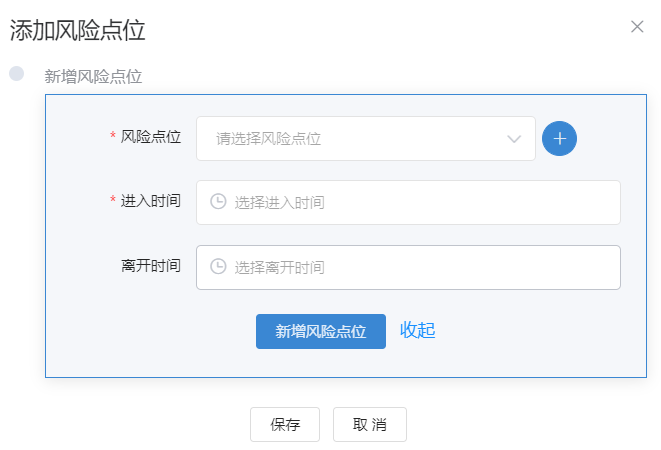 添加风险点位
新增风险点位
* 风险点位 请选择风险点位
* 进入时间 选择进入时间
离开时间 选择离开时间
新增风险点位 收起
保存 取 消